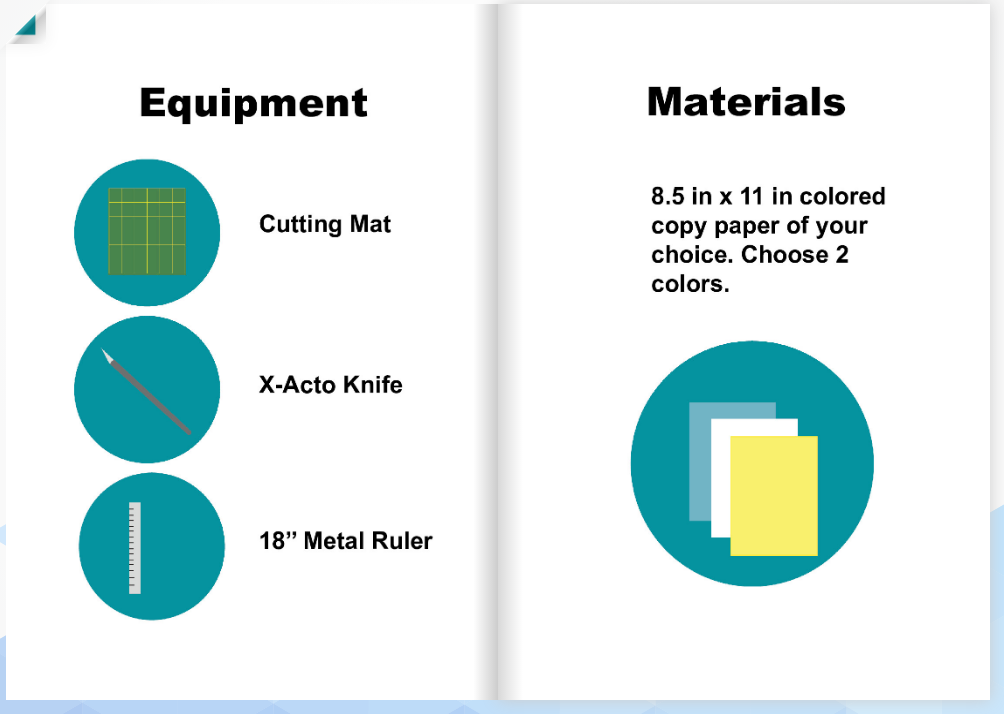 Equipment
Cutting Mat
X-Acto Knife
18” Metal Ruler
Materials
8.5 in x 11 in colored
copy paper of your
choice. Choose 2
colors.